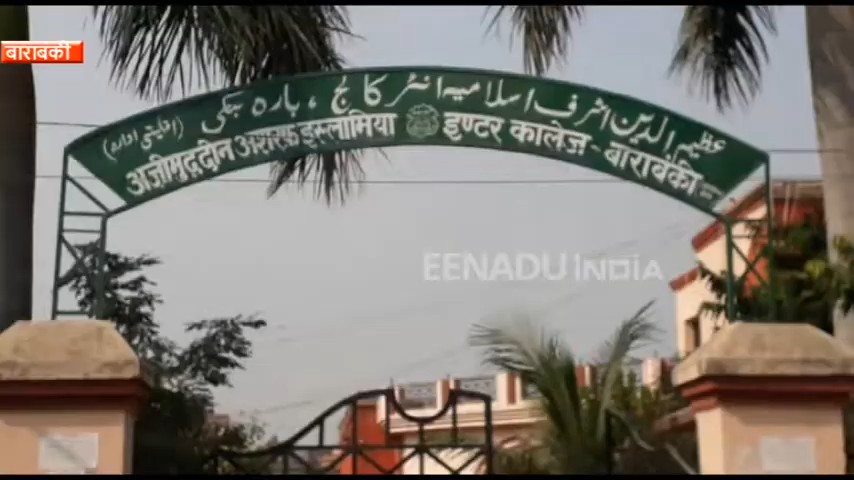 बाराबंकी
عظیم الدین اشرف اسلامیہ انٹر کالج ، بارہ بنکی (اقلیتی ادارہ)
अज़ीमुद्दीन अशरफ इस्लामिया इण्टर कालेज़ - बाराबंकी
EENADU INDIA